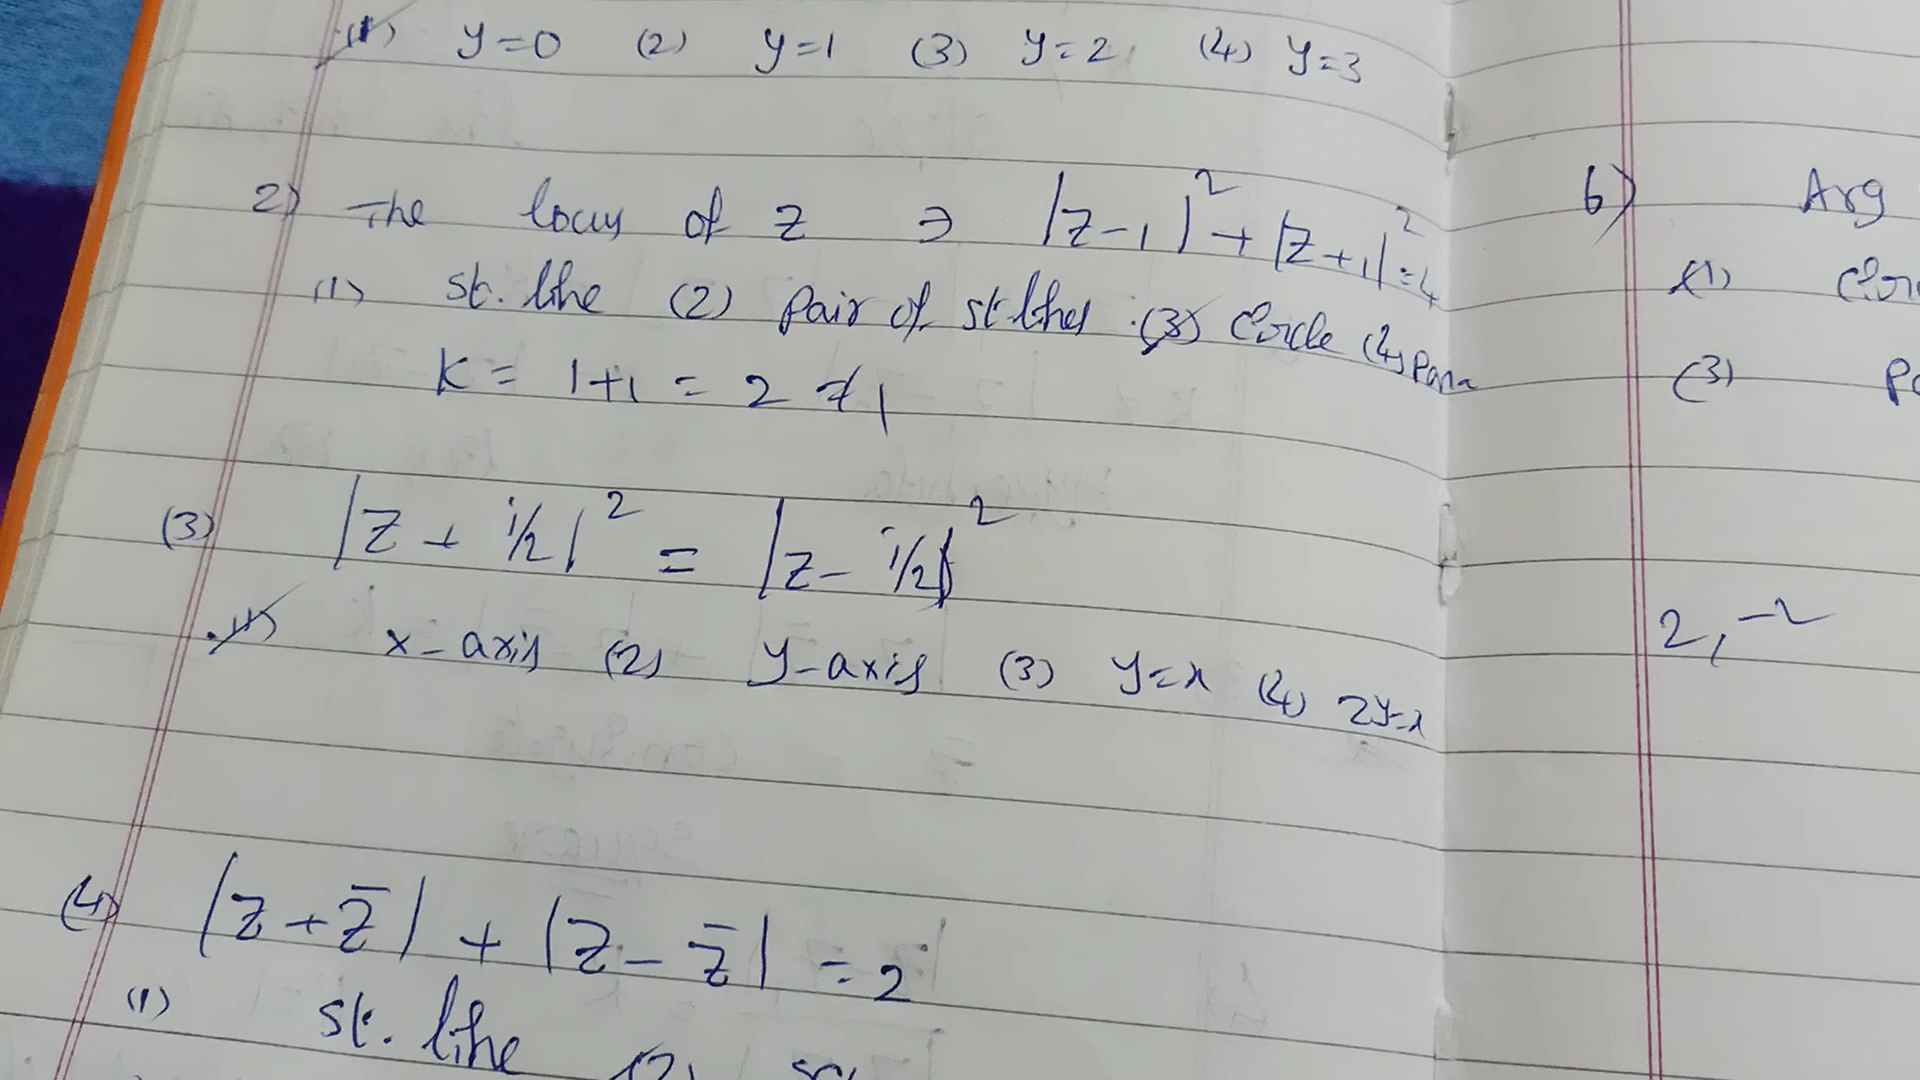 (1) y=0 (2) y=1 (3) y=2 (4) y=3
2) The locus of z ∋ |z-1|² + |z+1|² = 4
(1) st. line (2) pair of st. lines (3) Circle (4) Para
K = 1+1 = 2 ≠ 1
(3) |z + i/2|² = |z - i/2|²
(1) x-axis (2) y-axis (3) y=x (4) 2y=x
(4) |z + z̄| + |z - z̄| = 2
(1) st. line (2)
6) Arg
(1)
(3)
2, -2